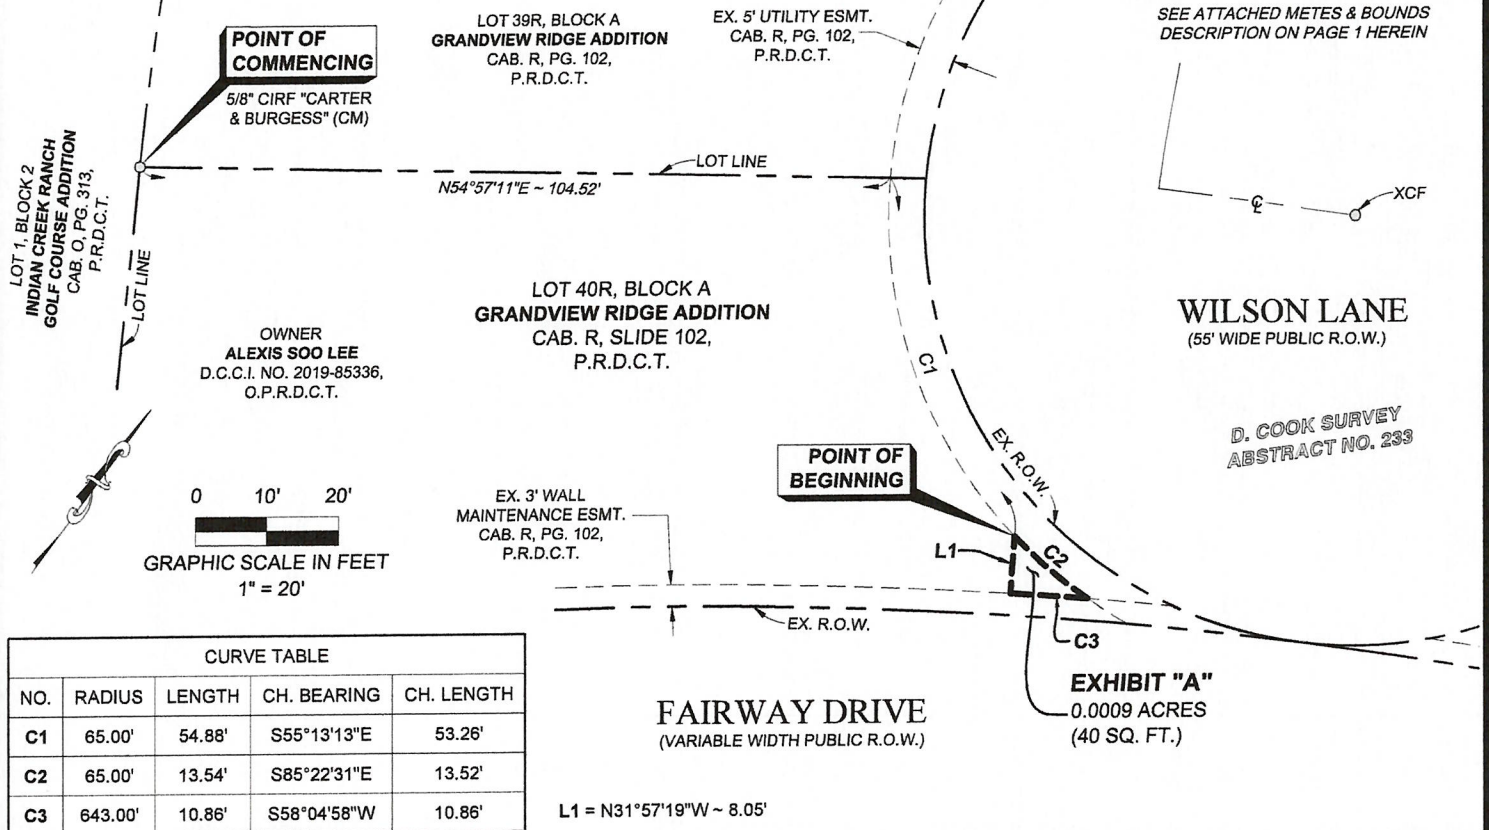 POINT OF
COMMENCING
5/8" CIRF "CARTER
& BURGESS" (CM)
LOT 39R, BLOCK A
GRANDVIEW RIDGE ADDITION
CAB. R, PG. 102,
P.R.D.C.T.
EX. 5' UTILITY ESMT.
CAB. R, PG. 102,
P.R.D.C.T.
SEE ATTACHED METES & BOUNDS
DESCRIPTION ON PAGE 1 HEREIN
LOT 1, BLOCK 2
INDIAN CREEK RANCH
GOLF COURSE ADDITION
CAB. O, PG. 313,
P.R.D.C.T.
LOT LINE
LOT LINE
N54°57'11"E ~ 104.52'
XCF
℄
WILSON LANE
(55' WIDE PUBLIC R.O.W.)
LOT 40R, BLOCK A
GRANDVIEW RIDGE ADDITION
CAB. R, SLIDE 102,
P.R.D.C.T.
OWNER
ALEXIS SOO LEE
D.C.C.I. NO. 2019-85336,
O.P.R.D.C.T.
C1
EX. R.O.W.
D. COOK SURVEY
ABSTRACT NO. 233
POINT OF
BEGINNING
0 10' 20'
GRAPHIC SCALE IN FEET
1" = 20'
EX. 3' WALL
MAINTENANCE ESMT.
CAB. R, PG. 102,
P.R.D.C.T.
L1
C2
EX. R.O.W.
C3
EXHIBIT "A"
0.0009 ACRES
(40 SQ. FT.)
FAIRWAY DRIVE
(VARIABLE WIDTH PUBLIC R.O.W.)
CURVE TABLE
NO. RADIUS LENGTH CH. BEARING CH. LENGTH
C1 65.00' 54.88' S55°13'13"E 53.26'
C2 65.00' 13.54' S85°22'31"E 13.52'
C3 643.00' 10.86' S58°04'58"W 10.86'
L1 = N31°57'19"W ~ 8.05'